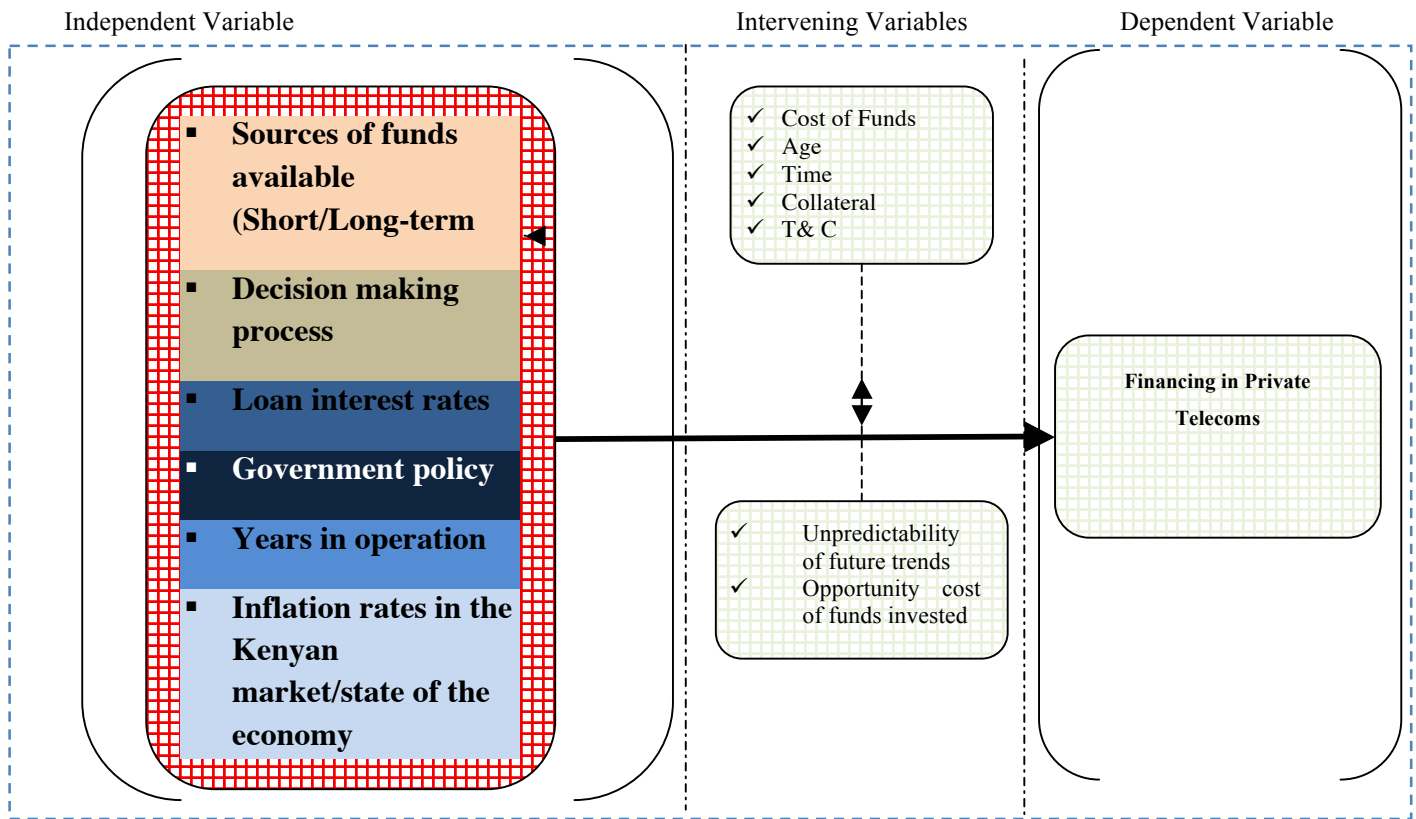 Independent Variable
Intervening Variables
Dependent Variable
▪ Sources of funds
available
(Short/Long-term
▪ Decision making
process
▪ Loan interest rates
▪ Government policy
▪ Years in operation
▪ Inflation rates in the
Kenyan
market/state of the
economy
✓ Cost of Funds
✓ Age
✓ Time
✓ Collateral
✓ T& C
✓ Unpredictability
of future trends
✓ Opportunity cost
of funds invested
Financing in Private
Telecoms